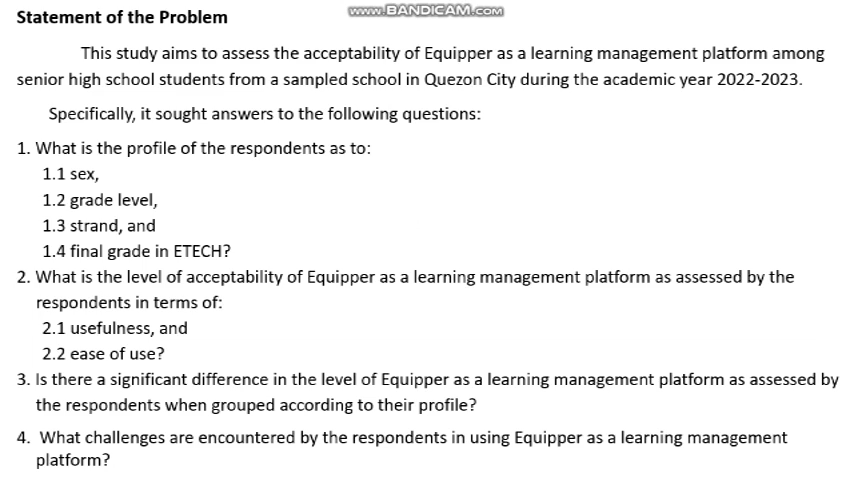 www.BANDICAM.COM
Statement of the Problem
This study aims to assess the acceptability of Equipper as a learning management platform among
senior high school students from a sampled school in Quezon City during the academic year 2022-2023.
Specifically, it sought answers to the following questions:
1. What is the profile of the respondents as to:
1.1 sex,
1.2 grade level,
1.3 strand, and
1.4 final grade in ETECH?
2. What is the level of acceptability of Equipper as a learning management platform as assessed by the
respondents in terms of:
2.1 usefulness, and
2.2 ease of use?
3. Is there a significant difference in the level of Equipper as a learning management platform as assessed by
the respondents when grouped according to their profile?
4. What challenges are encountered by the respondents in using Equipper as a learning management
platform?